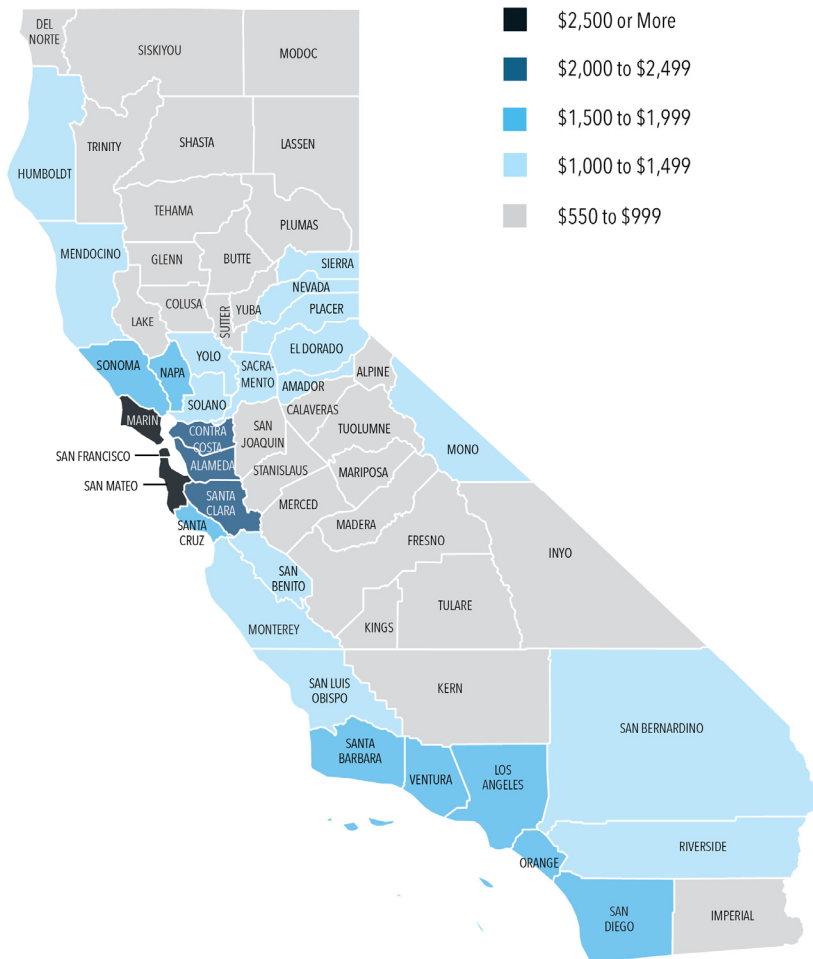 $2,500 or More
$2,000 to $2,499
$1,500 to $1,999
$1,000 to $1,499
$550 to $999
DEL
NORTE
SISKIYOU
MODOC
HUMBOLDT
TRINITY
SHASTA
LASSEN
TEHAMA
PLUMAS
MENDOCINO
GLENN
BUTTE
SIERRA
NEVADA
PLACER
COLUSA
SUTTER
YUBA
LAKE
EL DORADO
YOLO
SONOMA
NAPA
SACRA-
MENTO
ALPINE
AMADOR
SOLANO
CALAVERAS
MARIN
CONTRA
COSTA
SAN
JOAQUIN
TUOLUMNE
MONO
SAN FRANCISCO
ALAMEDA
STANISLAUS
MARIPOSA
SAN MATEO
SANTA
CLARA
MERCED
SANTA
CRUZ
MADERA
FRESNO
INYO
SAN
BENITO
TULARE
MONTEREY
KINGS
SAN LUIS
OBISPO
KERN
SAN BERNARDINO
SANTA
BARBARA
VENTURA
LOS
ANGELES
ORANGE
RIVERSIDE
SAN
DIEGO
IMPERIAL